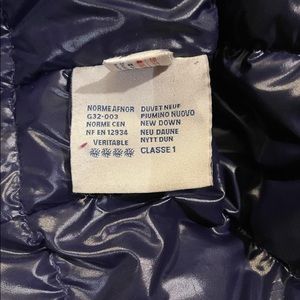 NORME AFNOR
G32-003
NORME CEN
NF EN 12934
VERITABLE
DUVET NEUF
PIUMINO NUOVO
NEW DOWN
NEU DAUNE
NYTT DUN
CLASSE 1